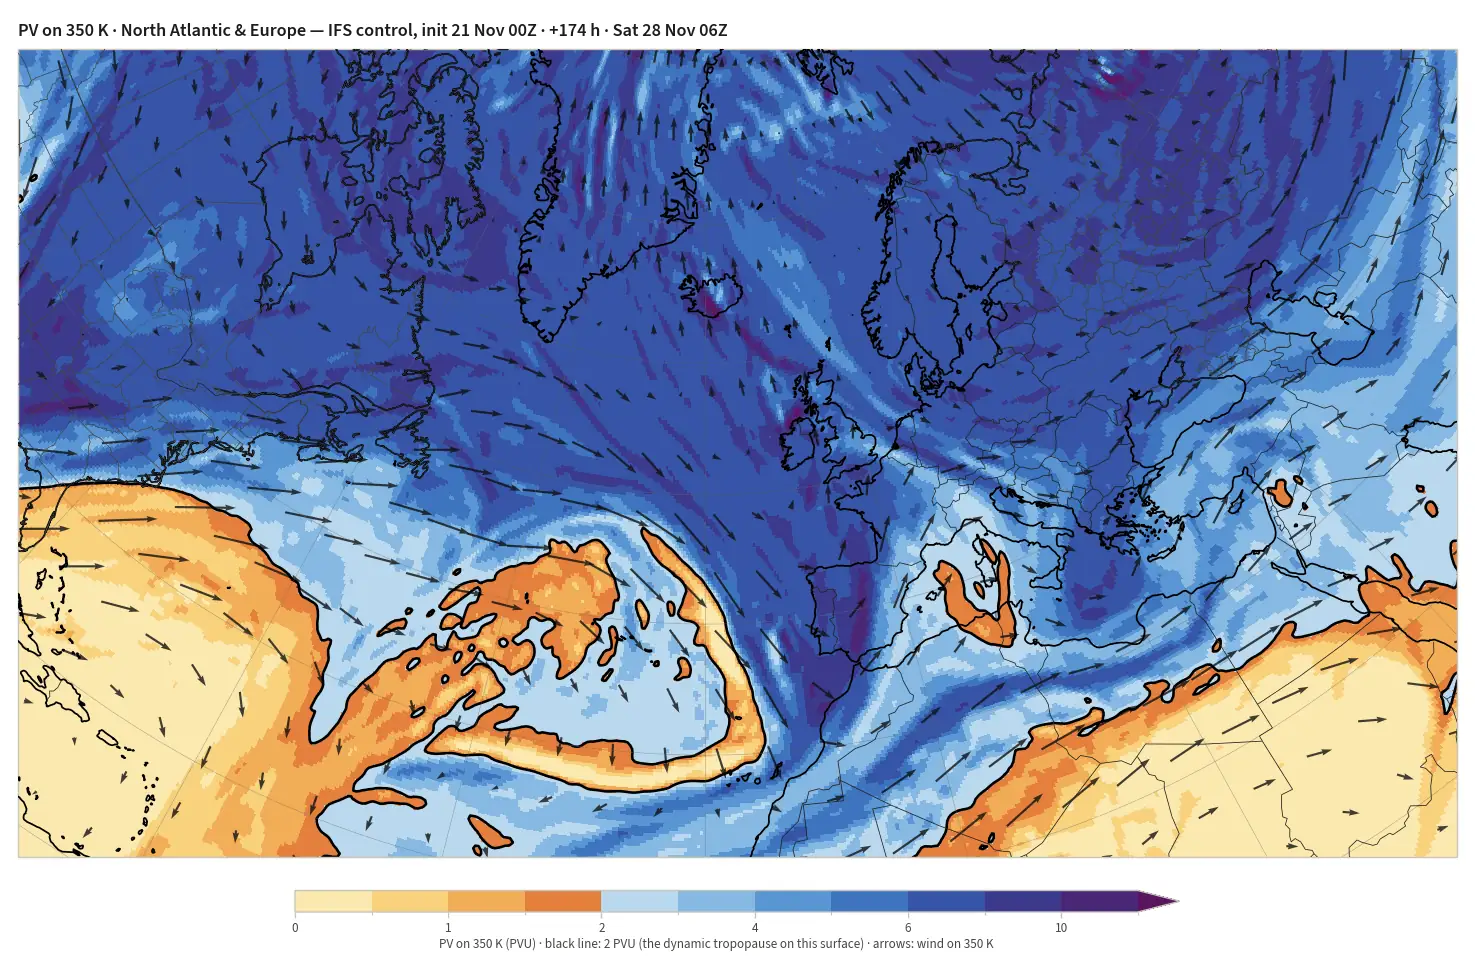 PV on 350 K · North Atlantic & Europe — IFS control, init 21 Nov 00Z · +174 h · Sat 28 Nov 06Z
0 1 2 4 6 10
PV on 350 K (PVU) · black line: 2 PVU (the dynamic tropopause on this surface) · arrows: wind on 350 K